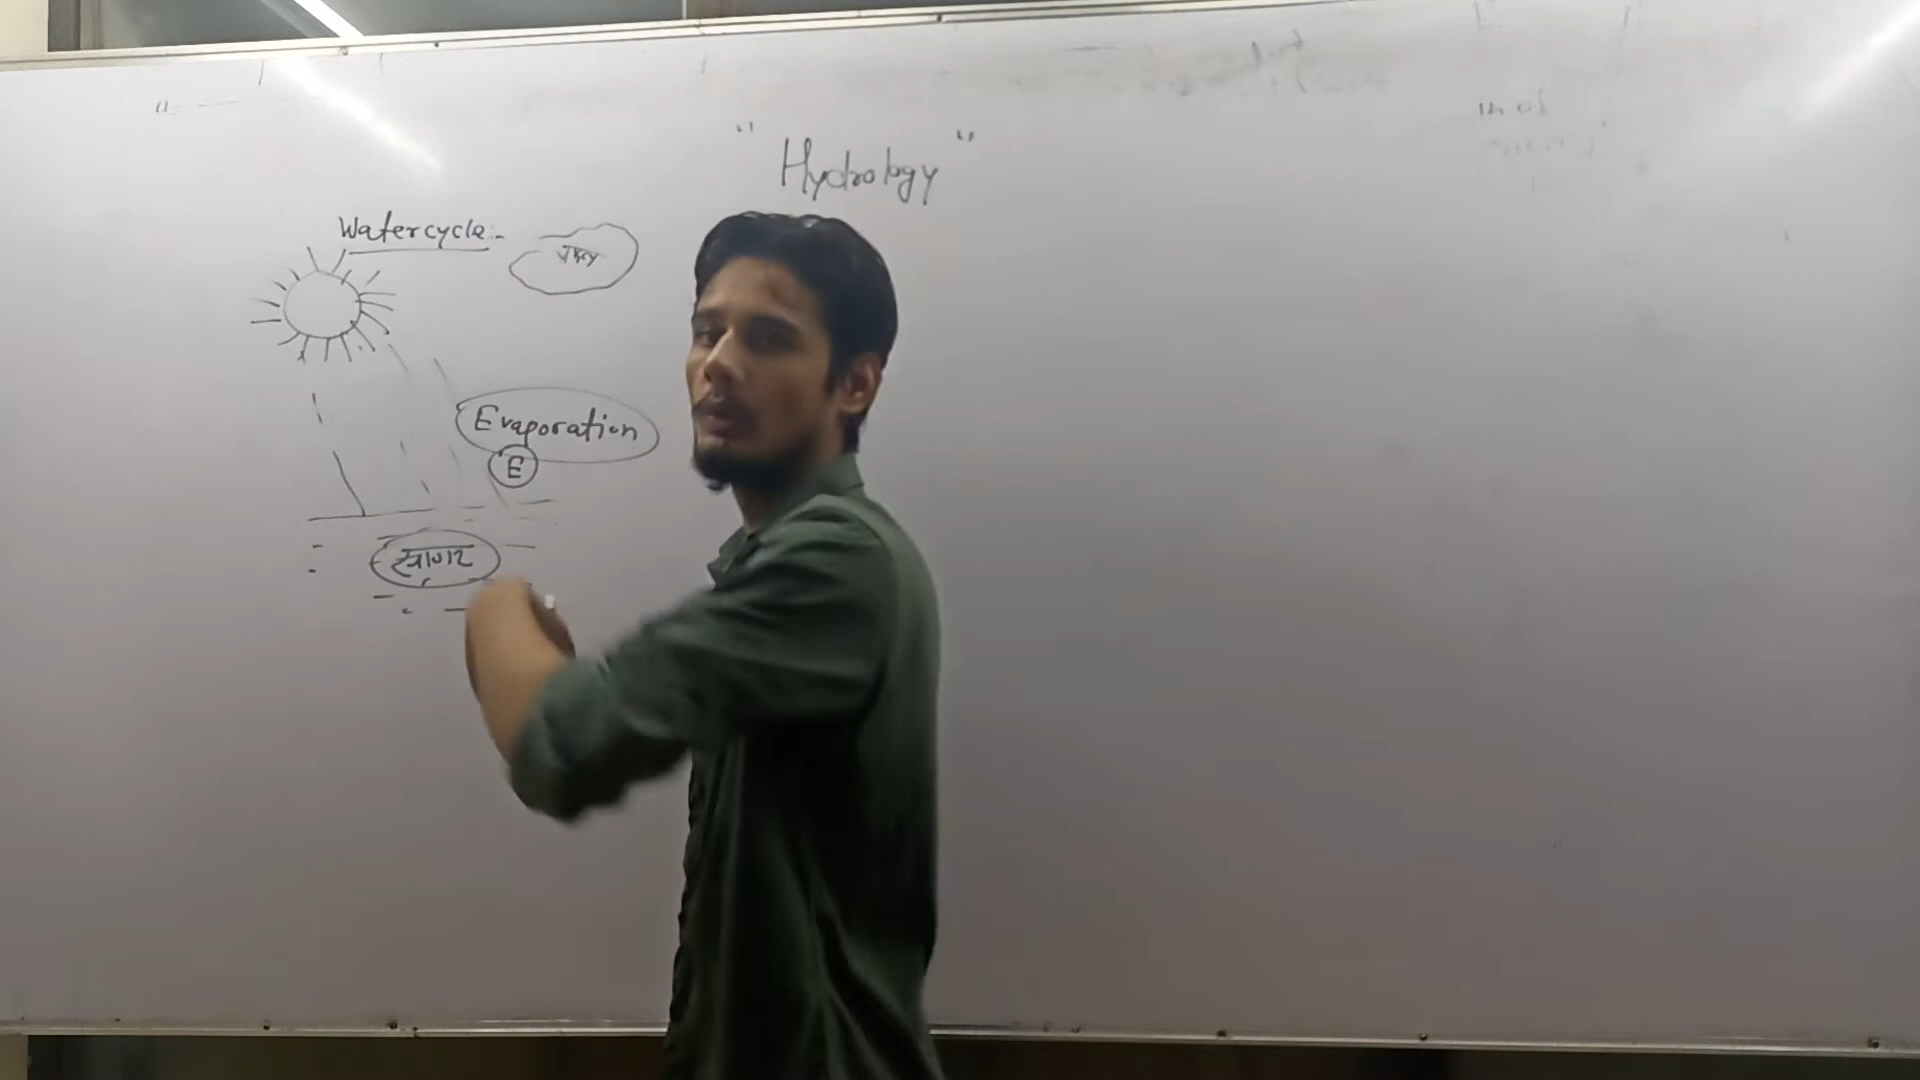 " Hydrology "
Watercycle:-
Evaporation
E
सागर